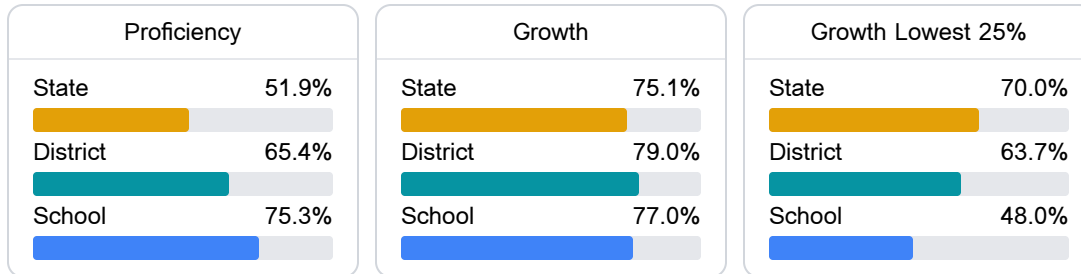 Proficiency
State 51.9%
District 65.4%
School 75.3%
Growth
State 75.1%
District 79.0%
School 77.0%
Growth Lowest 25%
State 70.0%
District 63.7%
School 48.0%